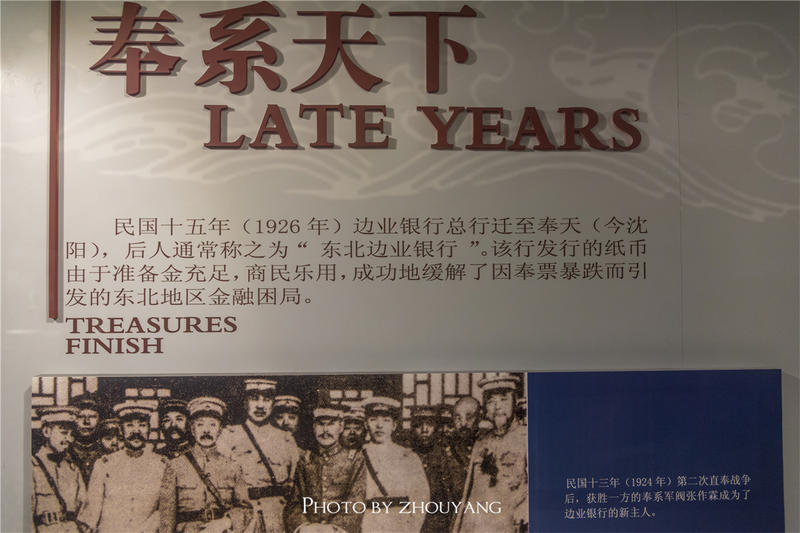 奉系天下
LATE YEARS
民国十五年（1926 年）边业银行总行迁至奉天（今沈
阳），后人通常称之为“ 东北边业银行 ”。该行发行的纸币
由于准备金充足，商民乐用，成功地缓解了因奉票暴跌而引
发的东北地区金融困局。
TREASURES
FINISH
民国十三年（1924 年）第二次直奉战争
后，获胜一方的奉系军阀张作霖成为了
边业银行的新主人。
PHOTO BY ZHOUYANG